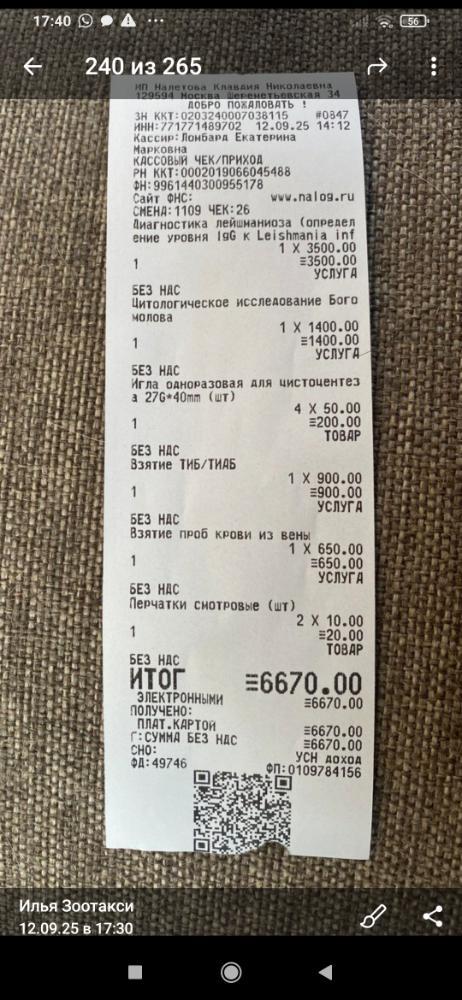 17:40
56
240 из 265
ИП Налетова Клавдия Николаевна
129594 Москва Шереметьевская 34
ДОБРО ПОЖАЛОВАТЬ !
ЗН ККТ:0203240007038115 #0847
ИНН:771771489702 12.09.25 14:12
Кассир:Ломбард Екатерина
Марковна
КАССОВЫЙ ЧЕК/ПРИХОД
РН ККТ:0002019066045488
ФН:9961440300955178
Сайт ФНС: www.nalog.ru
СМЕНА:1109 ЧЕК:26
Диагностика лейшманиоза (определ
ение уровня IgG к Leishmania inf
1 X 3500.00
1 ≡3500.00
УСЛУГА
БЕЗ НДС
Цитологическое исследование Бого
молова
1 X 1400.00
1 ≡1400.00
УСЛУГА
БЕЗ НДС
Игла одноразовая для цистоцентез
а 27G*40mm (шт)
4 X 50.00
1 ≡200.00
ТОВАР
БЕЗ НДС
Взятие ТИБ/ТИАБ
1 X 900.00
1 ≡900.00
УСЛУГА
БЕЗ НДС
Взятие проб крови из вены
1 X 650.00
1 ≡650.00
УСЛУГА
БЕЗ НДС
Перчатки смотровые (шт)
2 X 10.00
1 ≡20.00
ТОВАР
БЕЗ НДС
ИТОГ ≡6670.00
ЭЛЕКТРОННЫМИ ≡6670.00
ПОЛУЧЕНО:
ПЛАТ.КАРТОЙ ≡6670.00
Г:СУММА БЕЗ НДС ≡6670.00
СНО: УСН ДОХОД
ФД:49746 ФП:0109784156
Илья Зоотакси
12.09.25 в 17:30